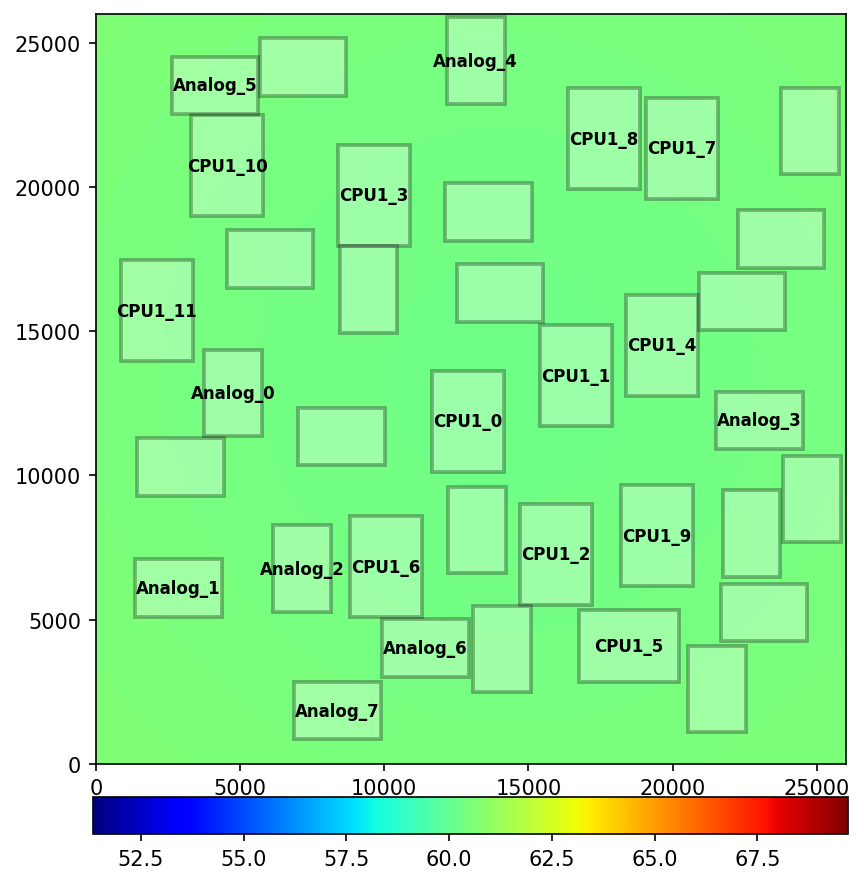 25000
Analog_4
Analog_5
CPU1_8
CPU1_7
CPU1_10
20000
CPU1_3
CPU1_11
15000
CPU1_4
CPU1_1
Analog_0
CPU1_0
Analog_3
10000
CPU1_9
CPU1_2
Analog_2
CPU1_6
Analog_1
5000
Analog_6
CPU1_5
Analog_7
0
0 5000 10000 15000 20000 25000
52.5 55.0 57.5 60.0 62.5 65.0 67.5